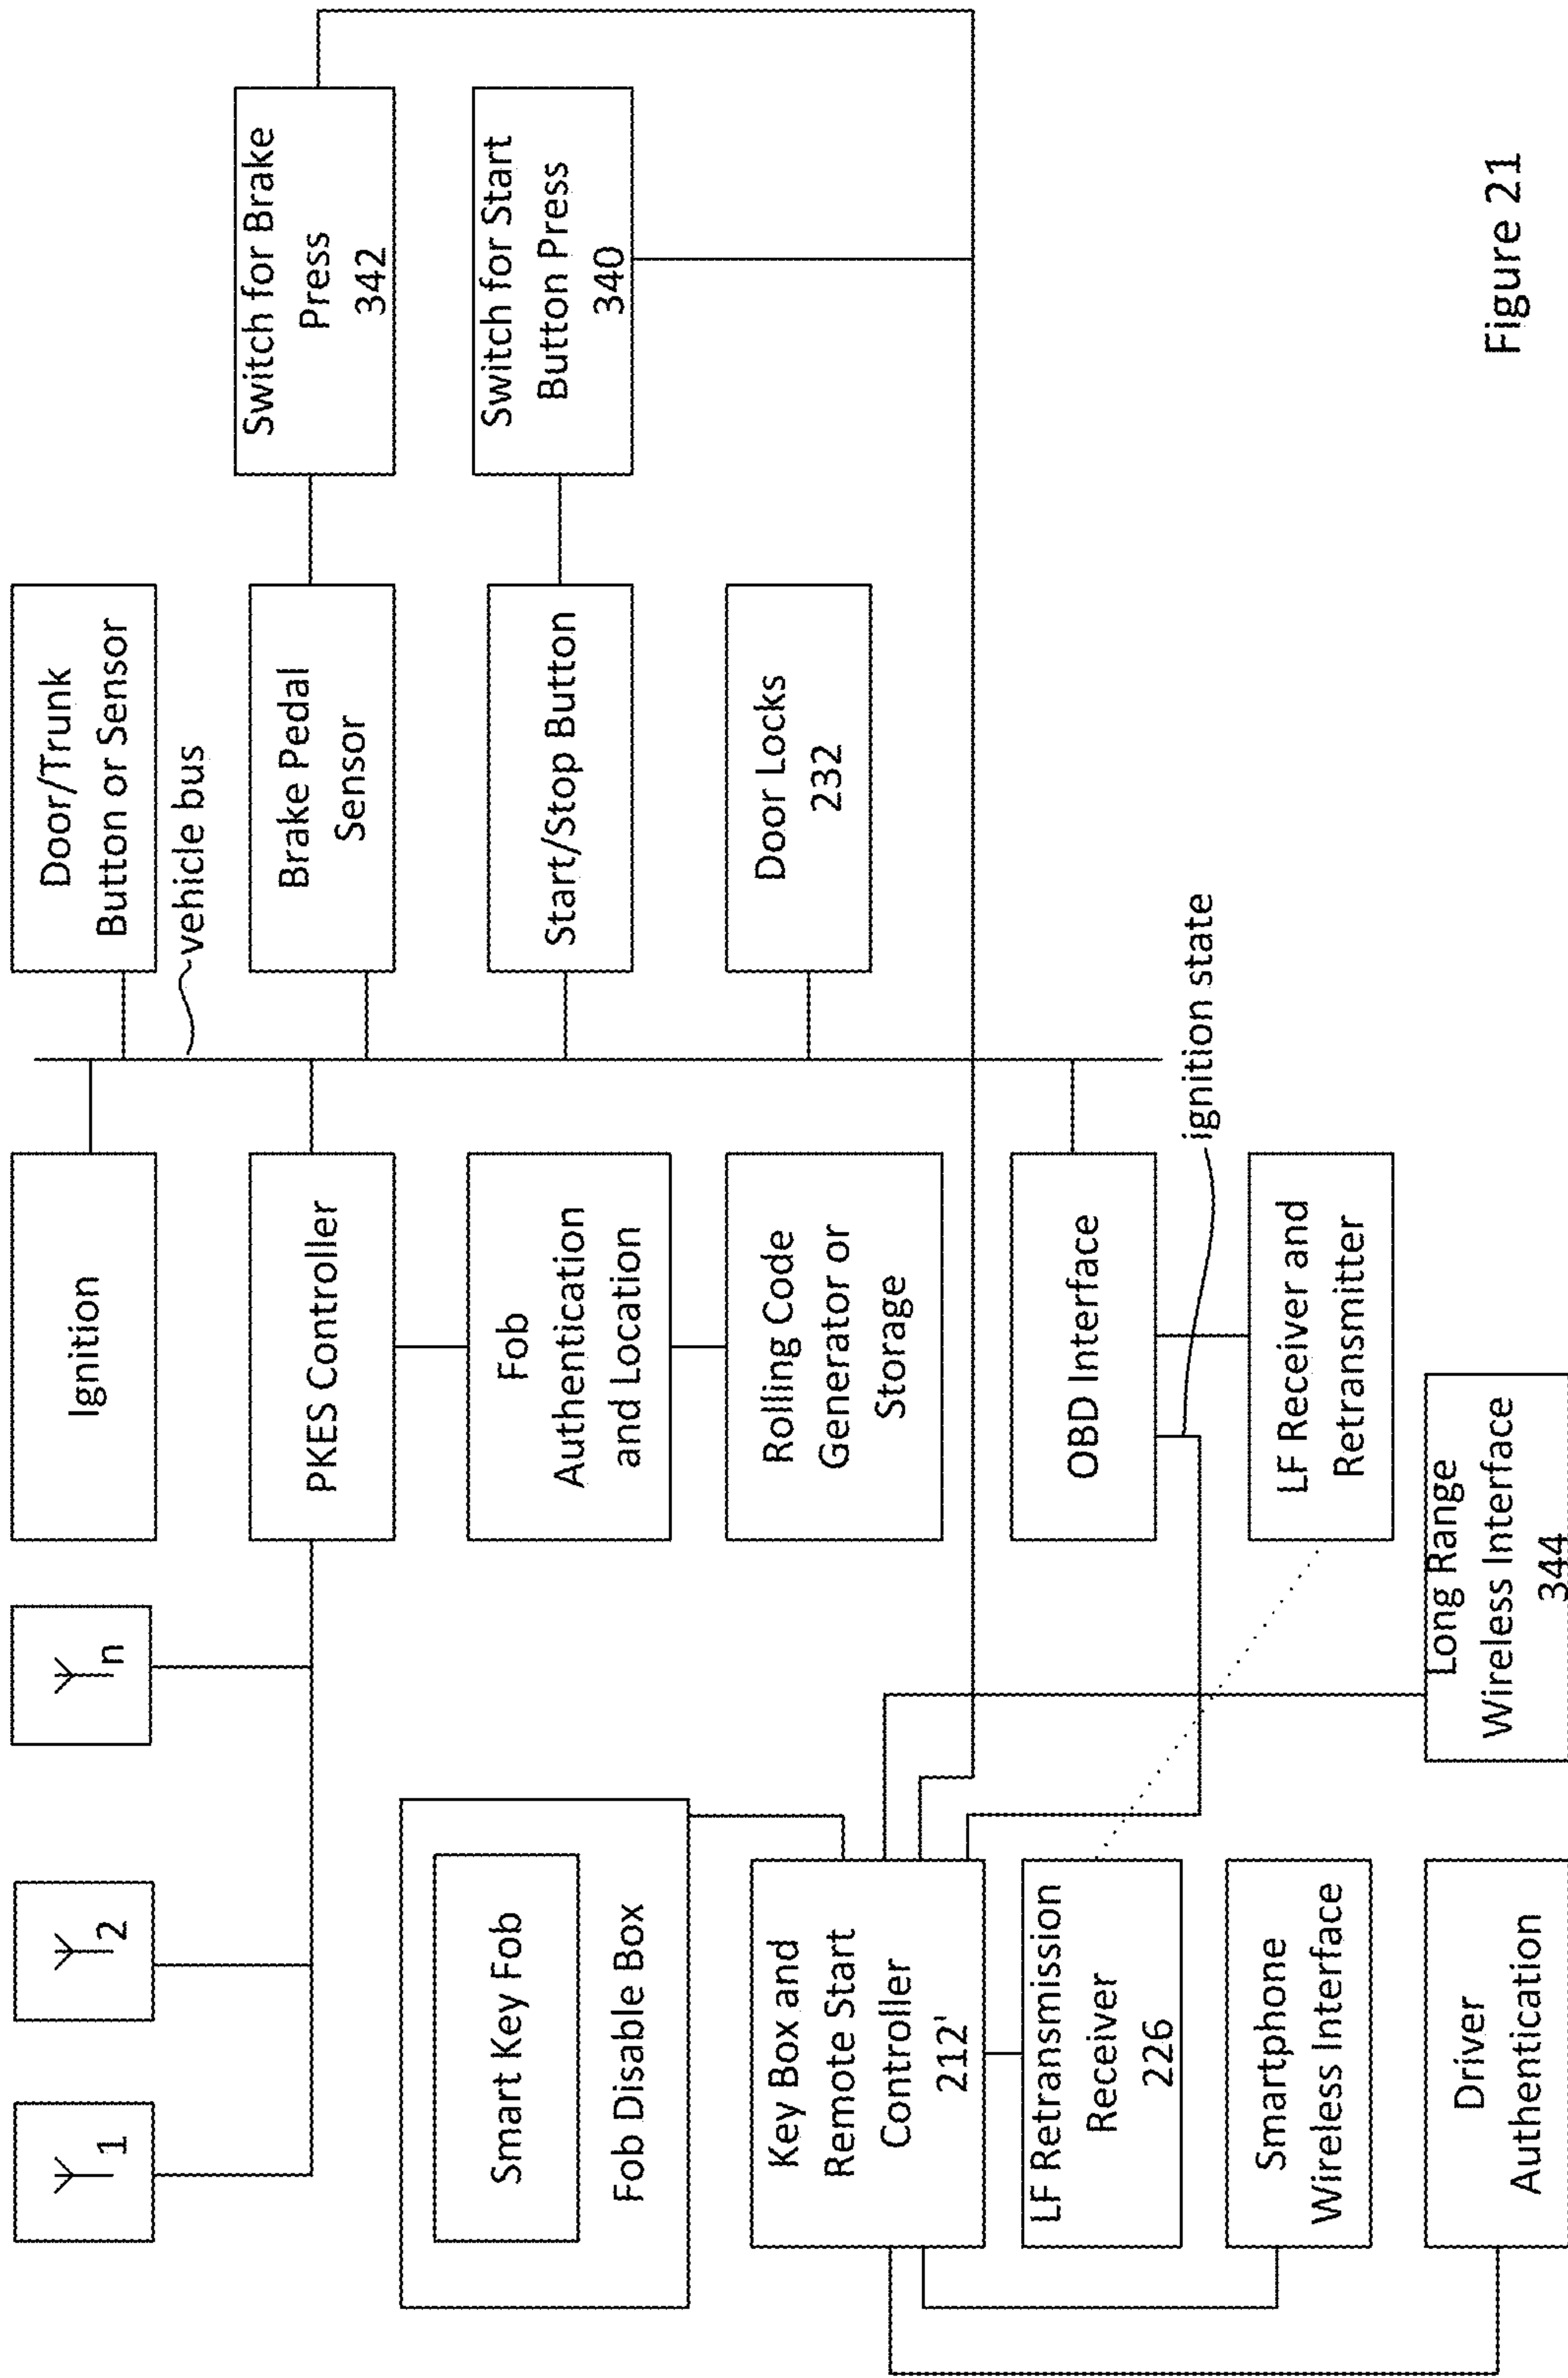 1
2
n
Ignition
Door/Trunk
Button or Sensor
vehicle bus
Smart Key Fob
Fob Disable Box
PKES Controller
Brake Pedal
Sensor
Switch for Brake
Press
342
Fob
Authentication
and Location
Start/Stop Button
Switch for Start
Button Press
340
Key Box and
Remote Start
Controller
212'
Rolling Code
Generator or
Storage
Door Locks
232
LF Retransmission
Receiver
226
OBD Interface
ignition state
Smartphone
Wireless Interface
LF Receiver and
Retransmitter
Driver
Authentication
Long Range
Wireless Interface
344
Figure 21